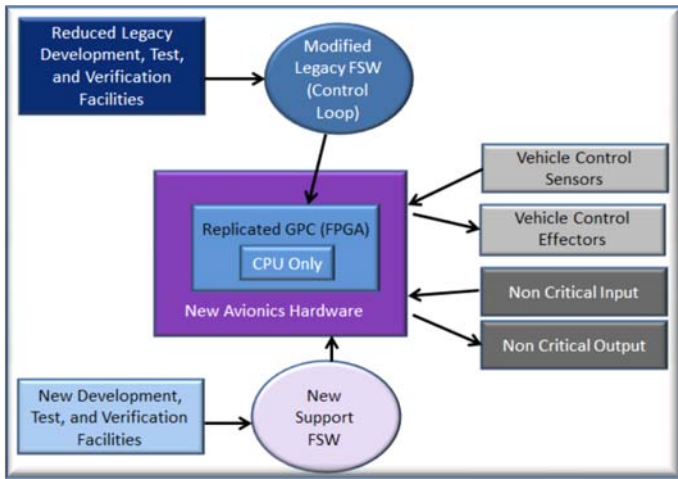 Reduced Legacy
Development, Test,
and Verification
Facilities
Modified
Legacy FSW
(Control
Loop)
Vehicle Control
Sensors
Vehicle Control
Effectors
Replicated GPC (FPGA)
CPU Only
New Avionics Hardware
Non Critical Input
Non Critical Output
New Development,
Test, and Verification
Facilities
New
Support
FSW